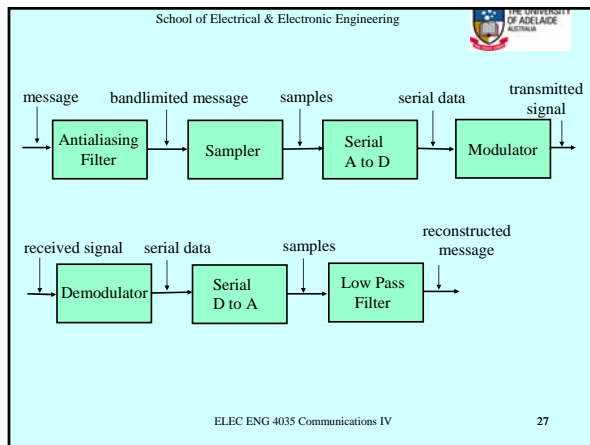 School of Electrical & Electronic Engineering
THE UNIVERSITY
OF ADELAIDE
AUSTRALIA
message
bandlimited message
samples
serial data
transmitted
signal
Antialiasing
Filter
Sampler
Serial
A to D
Modulator
received signal
serial data
samples
reconstructed
message
Demodulator
Serial
D to A
Low Pass
Filter
ELEC ENG 4035 Communications IV
27